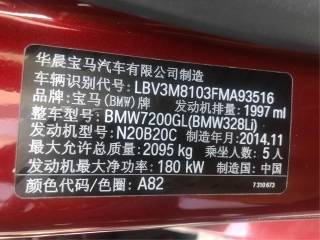 华晨宝马汽车有限公司制造
车辆识别代号: LBV3M8103FMA93516
品牌: 宝马(BMW)牌 发动机排量: 1997 ml
整车型号: BMW7200GL(BMW328Li)
发动机型号: N20B20C 制造年月: 2014.11
最大允许总质量: 2095 kg 乘坐人数: 5人
发动机最大净功率: 180 kW 制造国: 中国
颜色代码/色圈: A82 7 310 673